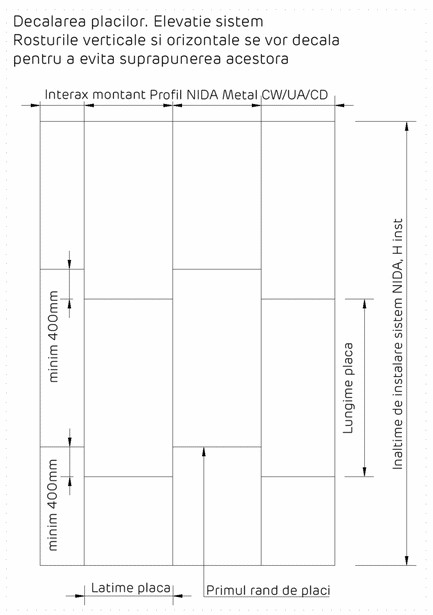 Decalarea placilor. Elevatie sistem
Rosturile verticale si orizontale se vor decala
pentru a evita suprapunerea acestora
Interax montant Profil NIDA Metal CW/UA/CD
minim 400mm
minim 400mm
Lungime placa
Inaltime de instalare sistem NIDA, H inst
Latime placa
Primul rand de placi